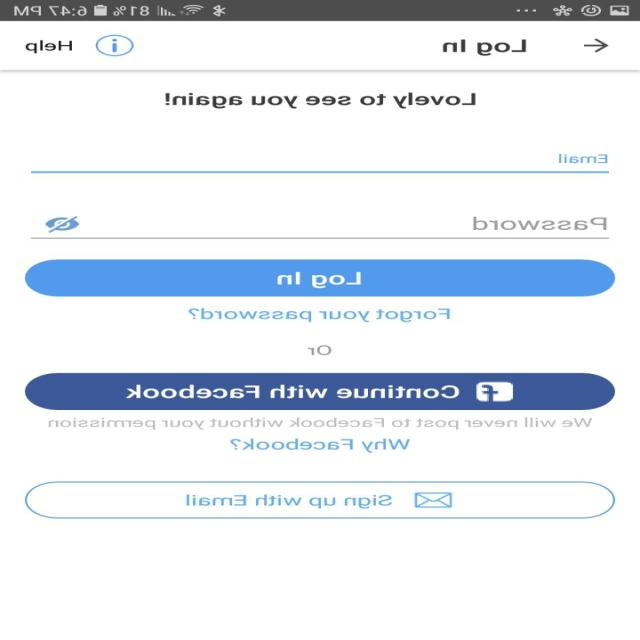 81% 6:47 PM
Log In
Help
Lovely to see you again!
Email
Password
Log In
Forgot your password?
Or
Continue with Facebook
We will never post to Facebook without your permission
Why Facebook?
Sign up with Email